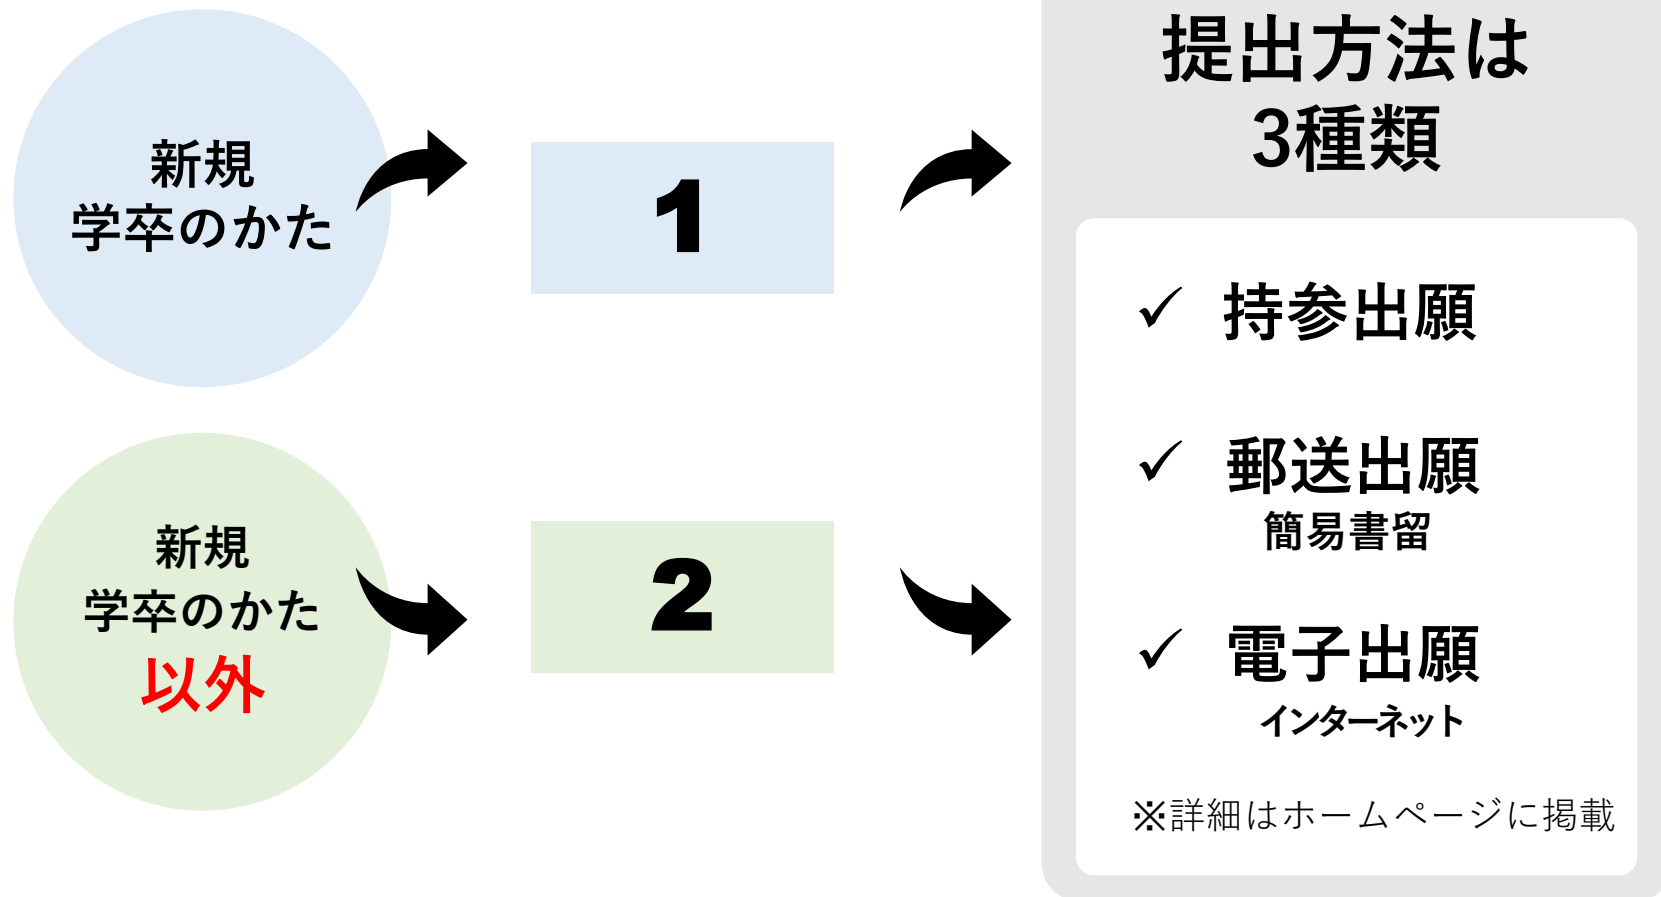 新規
学卒のかた
1
新規
学卒のかた
以外
2
提出方法は
3種類
✓ 持参出願
✓ 郵送出願
簡易書留
✓ 電子出願
インターネット
※詳細はホームページに掲載